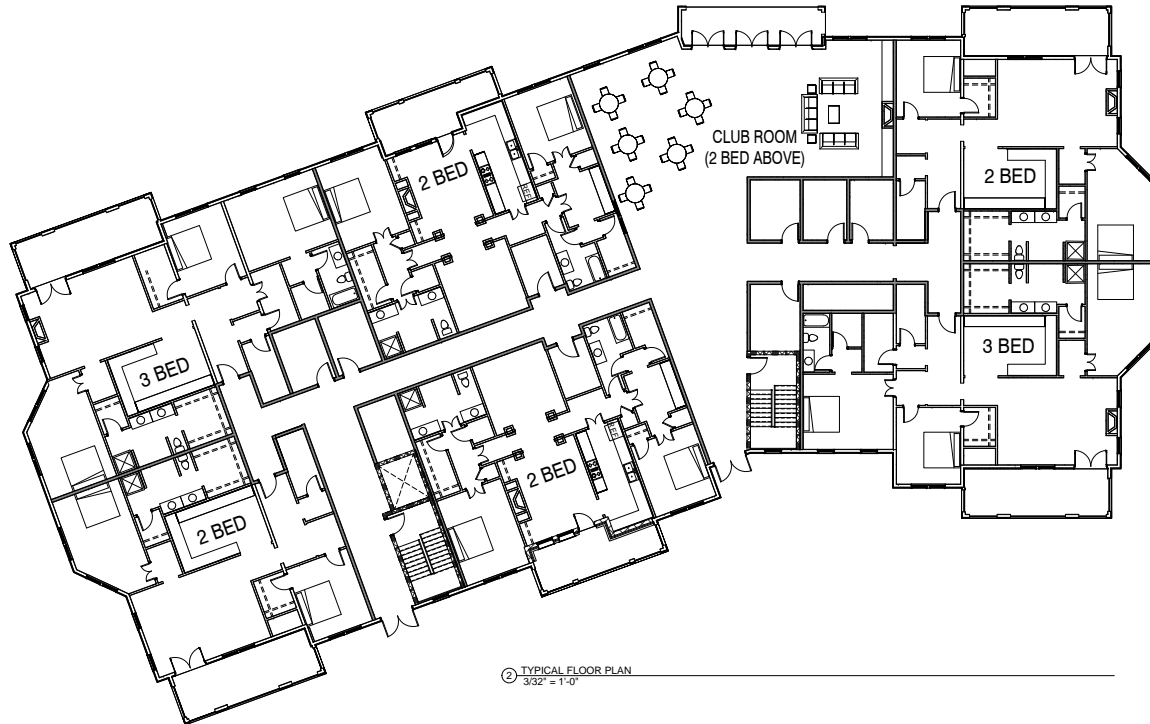 CLUB ROOM
(2 BED ABOVE)
2 BED
2 BED
3 BED
3 BED
2 BED
2 BED
2 TYPICAL FLOOR PLAN
3/32" = 1'-0"